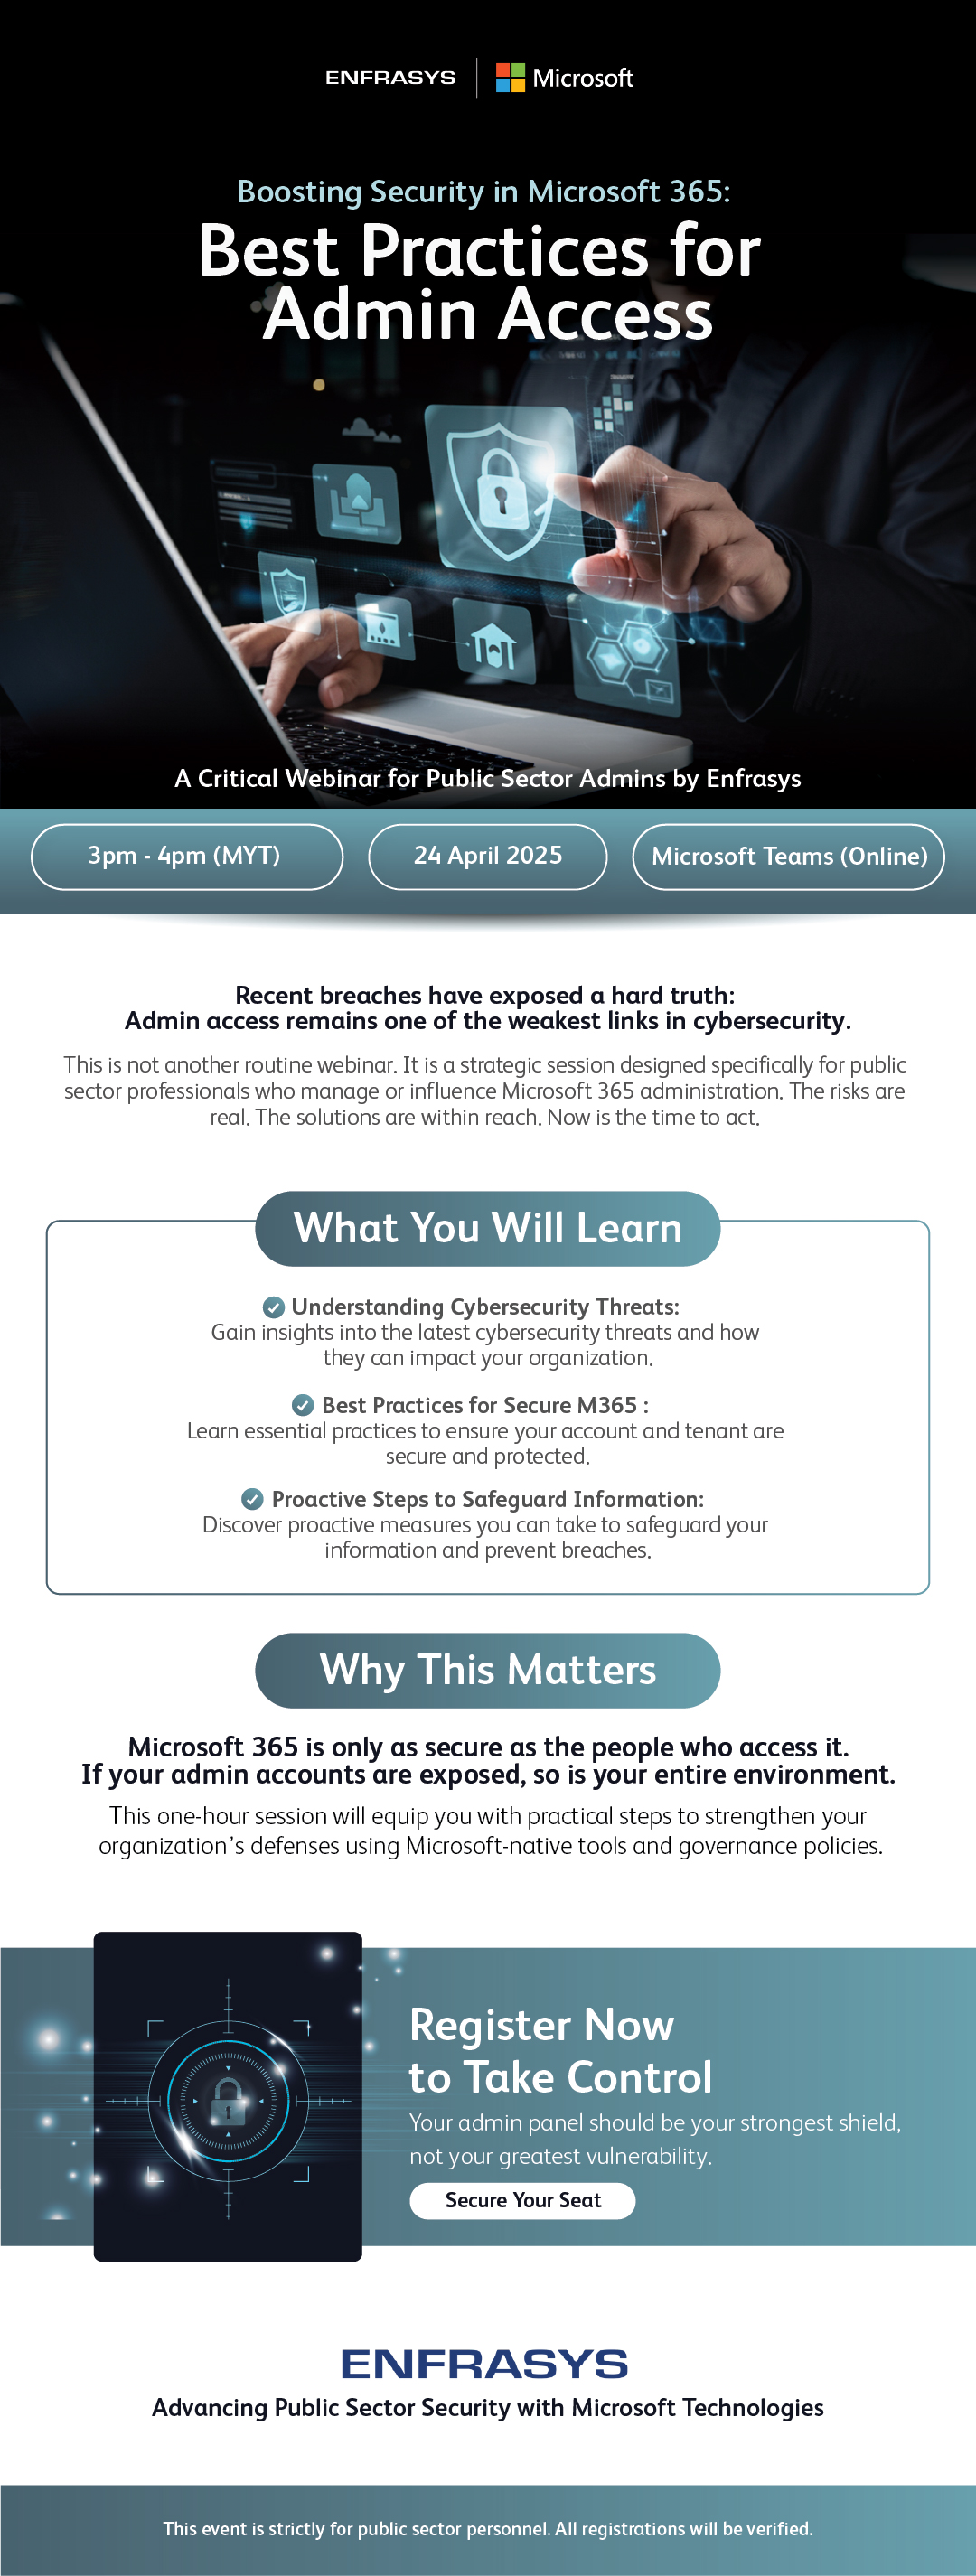 ENFRASYS | Microsoft
Boosting Security in Microsoft 365:
Best Practices for
Admin Access
A Critical Webinar for Public Sector Admins by Enfrasys
3pm - 4pm (MYT)
24 April 2025
Microsoft Teams (Online)
Recent breaches have exposed a hard truth:
Admin access remains one of the weakest links in cybersecurity.
This is not another routine webinar. It is a strategic session designed specifically for public
sector professionals who manage or influence Microsoft 365 administration. The risks are
real. The solutions are within reach. Now is the time to act.
What You Will Learn
Understanding Cybersecurity Threats:
Gain insights into the latest cybersecurity threats and how
they can impact your organization.
Best Practices for Secure M365 :
Learn essential practices to ensure your account and tenant are
secure and protected.
Proactive Steps to Safeguard Information:
Discover proactive measures you can take to safeguard your
information and prevent breaches.
Why This Matters
Microsoft 365 is only as secure as the people who access it.
If your admin accounts are exposed, so is your entire environment.
This one-hour session will equip you with practical steps to strengthen your
organization's defenses using Microsoft-native tools and governance policies.
Register Now
to Take Control
Your admin panel should be your strongest shield,
not your greatest vulnerability.
Secure Your Seat
ENFRASYS
Advancing Public Sector Security with Microsoft Technologies
This event is strictly for public sector personnel. All registrations will be verified.